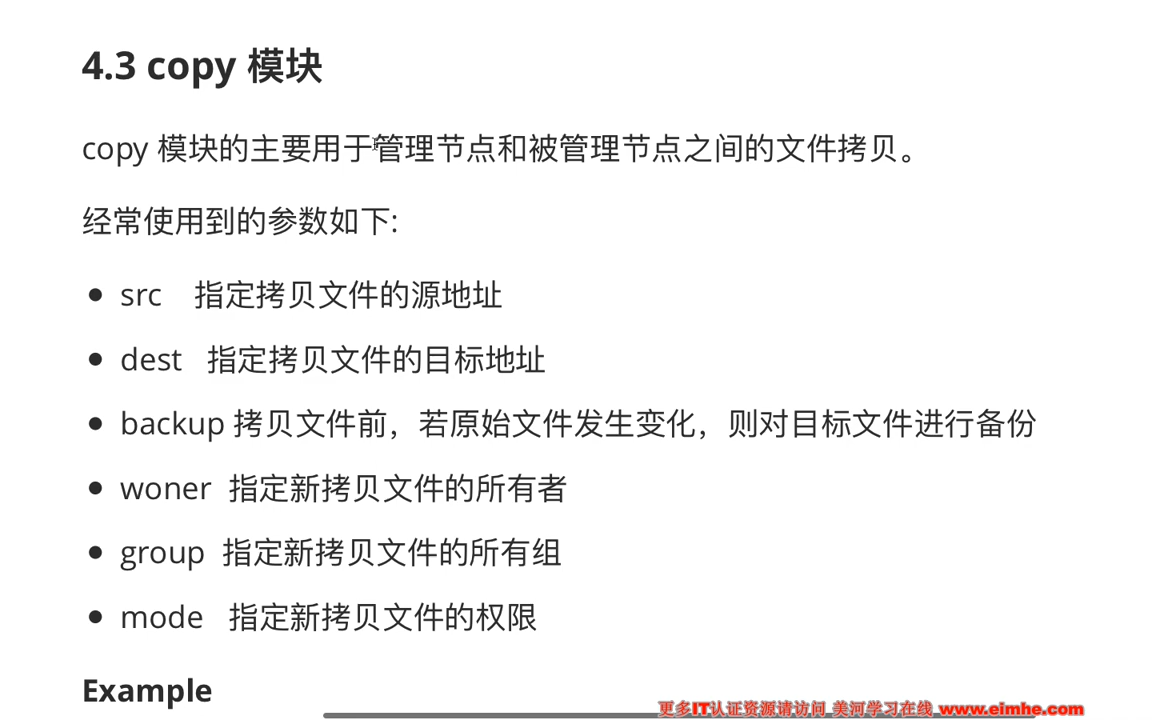 4.3 copy 模块
copy 模块的主要用于管理节点和被管理节点之间的文件拷贝。
经常使用到的参数如下:
• src 指定拷贝文件的源地址
• dest 指定拷贝文件的目标地址
• backup 拷贝文件前，若原始文件发生变化，则对目标文件进行备份
• woner 指定新拷贝文件的所有者
• group 指定新拷贝文件的所有组
• mode 指定新拷贝文件的权限
Example
更多IT认证资源请访问 美河学习在线 www.eimhe.com